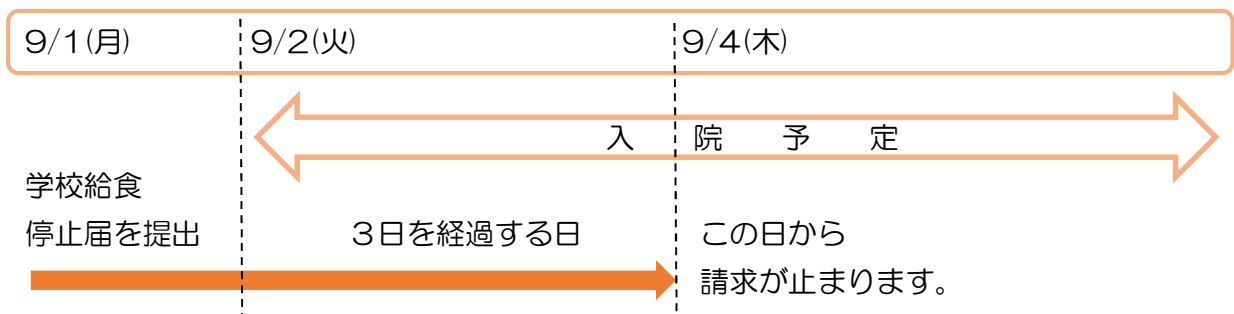 9/1(月) 9/2(火) 9/4(木)
入 院 予 定
学校給食
停止届を提出 3日を経過する日 この日から
請求が止まります。